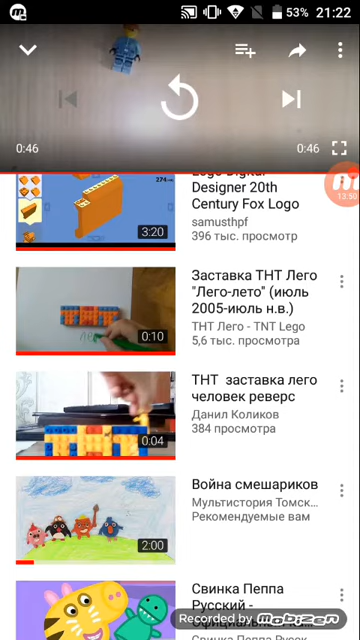 53% 21:22
0:46
0:46
Lego Digital
Designer 20th
Century Fox Logo
samusthpf
396 тыс. просмотр
274
3:20
13:50
Заставка ТНТ Лего
"Лего-лето" (июль
2005-июль н.в.)
ТНТ Лего - TNT Lego
5,6 тыс. просмотра
0:10
ТНТ заставка лего
человек реверс
Данил Коликов
384 просмотра
0:04
Война смешариков
Мультистория Томск...
Рекомендуемые вам
2:00
Свинка Пеппа
Русский -
Recorded by Mobizen